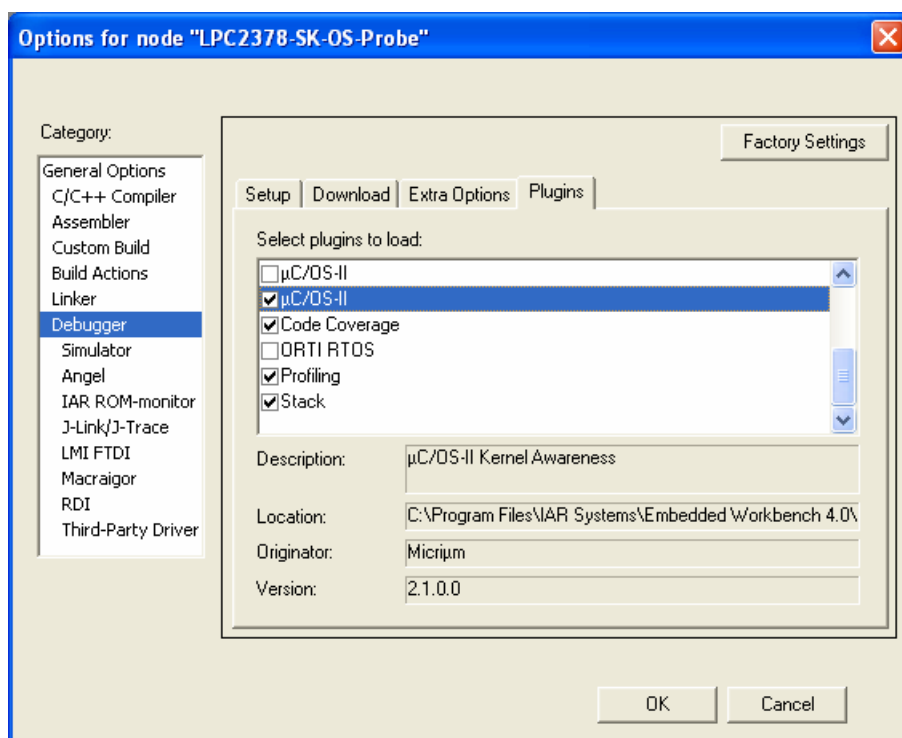 Options for node "LPC2378-SK-OS-Probe"
Category:
Factory Settings
General Options
C/C++ Compiler
Assembler
Custom Build
Build Actions
Linker
Debugger
Simulator
Angel
IAR ROM-monitor
J-Link/J-Trace
LMI FTDI
Macraigor
RDI
Third-Party Driver
Setup Download Extra Options Plugins
Select plugins to load:
µC/OS-II
µC/OS-II
Code Coverage
ORTI RTOS
Profiling
Stack
Description: µC/OS-II Kernel Awareness
Location: C:\Program Files\IAR Systems\Embedded Workbench 4.0\
Originator: Micriµm
Version: 2.1.0.0
OK Cancel